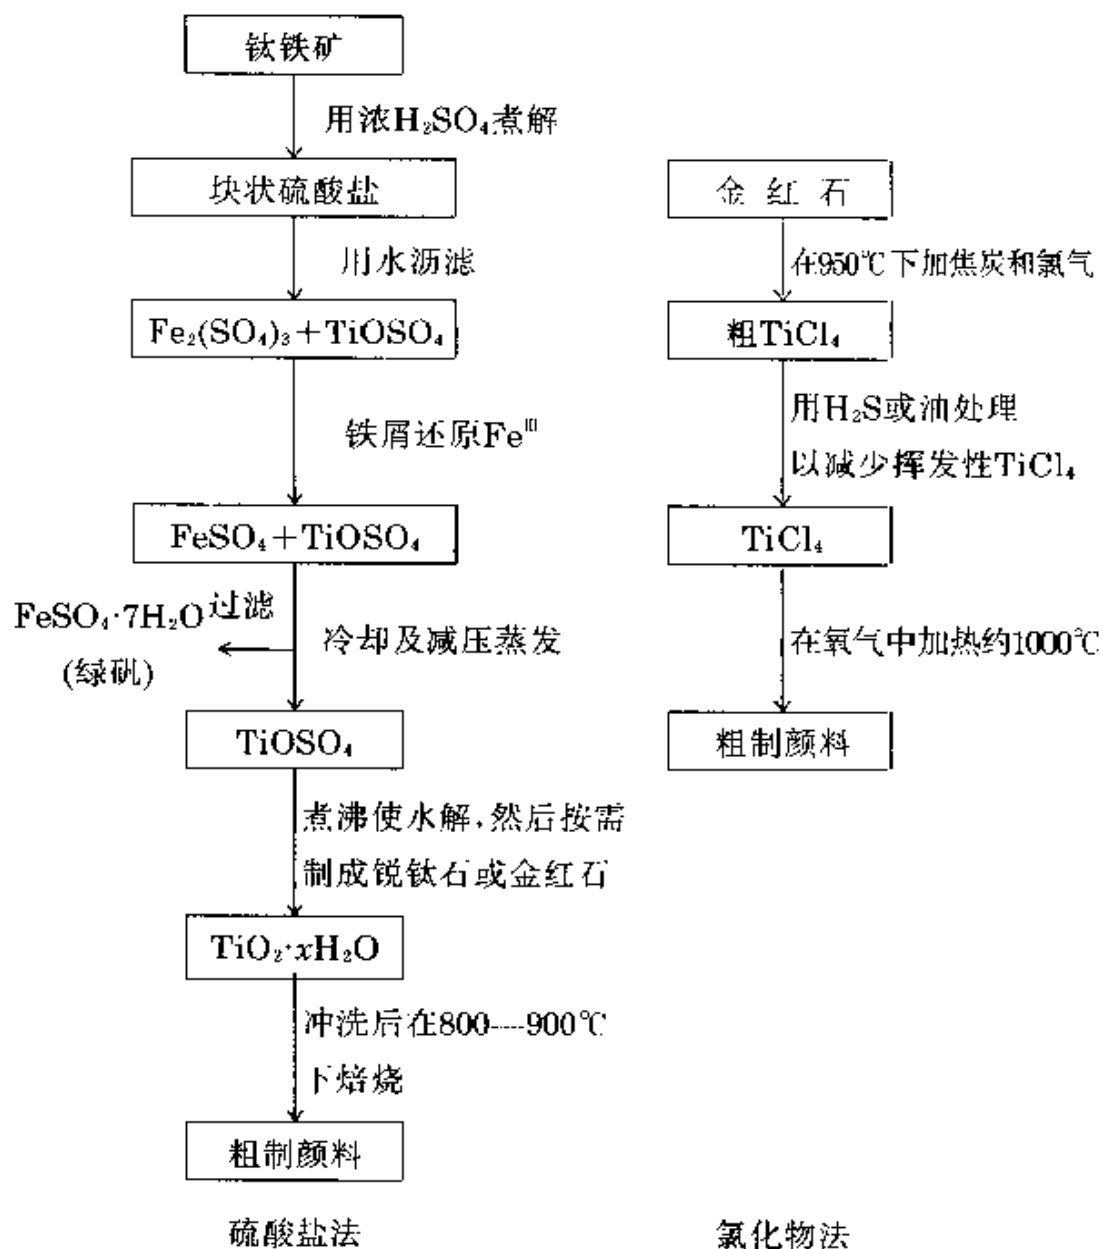 钛铁矿
用浓H₂SO₄煮解
块状硫酸盐
用水沥滤
Fe₂(SO₄)₃+TiOSO₄
铁屑还原Feᴵᴵᴵ
FeSO₄+TiOSO₄
FeSO₄·7H₂O过滤
(绿矾)
冷却及减压蒸发
TiOSO₄
煮沸使水解,然后按需
制成锐钛石或金红石
TiO₂·xH₂O
冲洗后在800—900℃
下焙烧
粗制颜料
硫酸盐法
金红石
在950℃下加焦炭和氯气
粗TiCl₄
用H₂S或油处理
以减少挥发性TiCl₄
TiCl₄
在氧气中加热约1000℃
粗制颜料
氯化物法